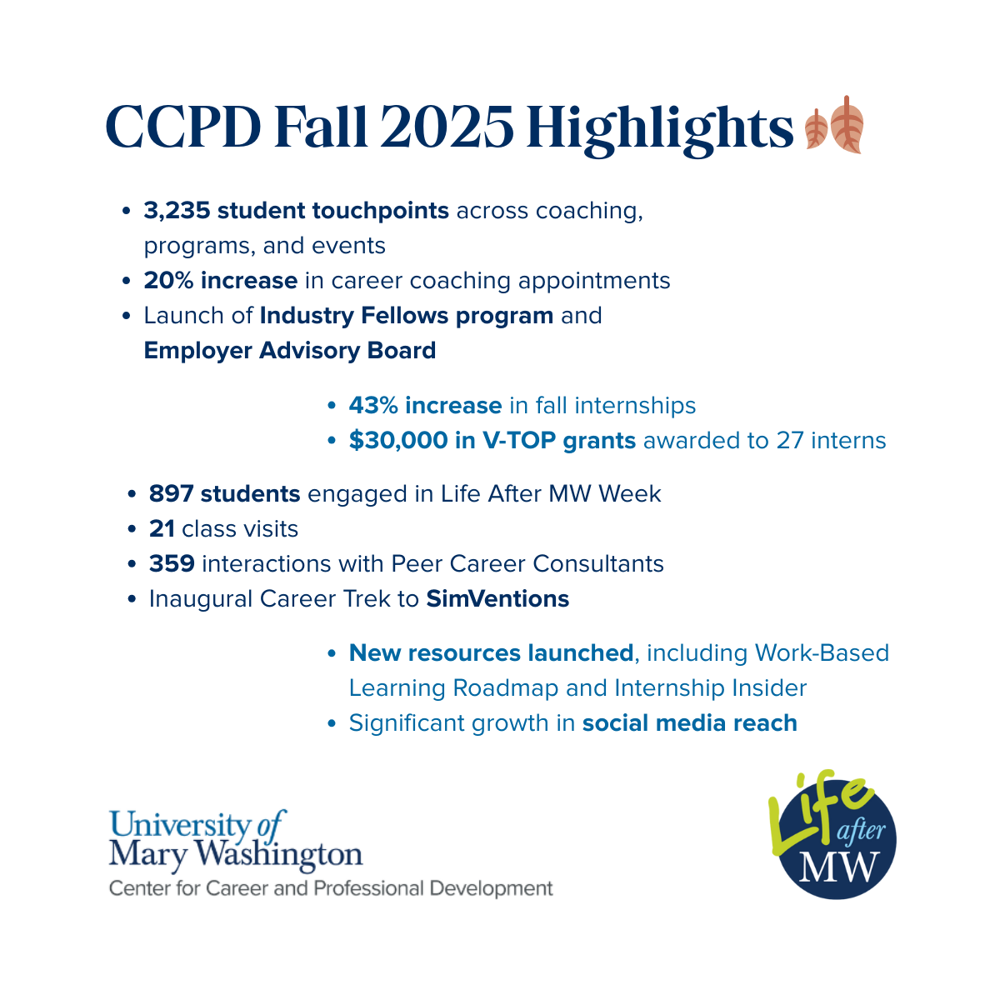 CCPD Fall 2025 Highlights
• 3,235 student touchpoints across coaching,
programs, and events
• 20% increase in career coaching appointments
• Launch of Industry Fellows program and
Employer Advisory Board
• 43% increase in fall internships
• $30,000 in V-TOP grants awarded to 27 interns
• 897 students engaged in Life After MW Week
• 21 class visits
• 359 interactions with Peer Career Consultants
• Inaugural Career Trek to SimVentions
• New resources launched, including Work-Based
Learning Roadmap and Internship Insider
• Significant growth in social media reach
University of
Mary Washington
Center for Career and Professional Development
Life
after
MW